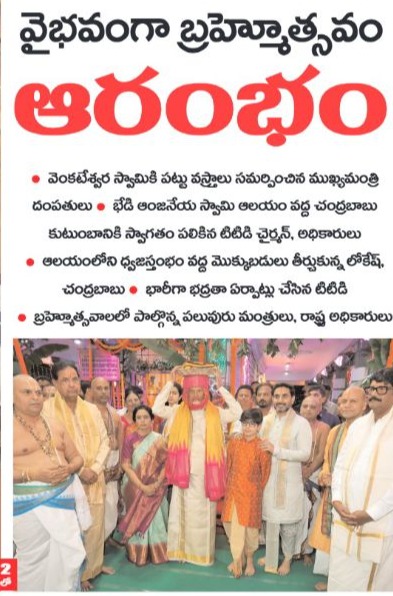 వైభవంగా బ్రహ్మోత్సవం
ఆరంభం
● వెంకటేశ్వర స్వామికి పట్టు వస్త్రాలు సమర్పించిన ముఖ్యమంత్రి
దంపతులు ● భేడి ఆంజనేయ స్వామి ఆలయం వద్ద చంద్రబాబు
కుటుంబానికి స్వాగతం పలికిన టిటిడి చైర్మన్, అధికారులు
● ఆలయంలోని ధ్వజస్తంభం వద్ద మొక్కుబడులు తీర్చుకున్న లోకేష్,
చంద్రబాబు ● భారీగా భద్రతా ఏర్పాట్లు చేసిన టిటిడి
● బ్రహ్మోత్సవాలలో పాల్గొన్న పలువురు మంత్రులు, రాష్ట్ర అధికారులు
2
లో